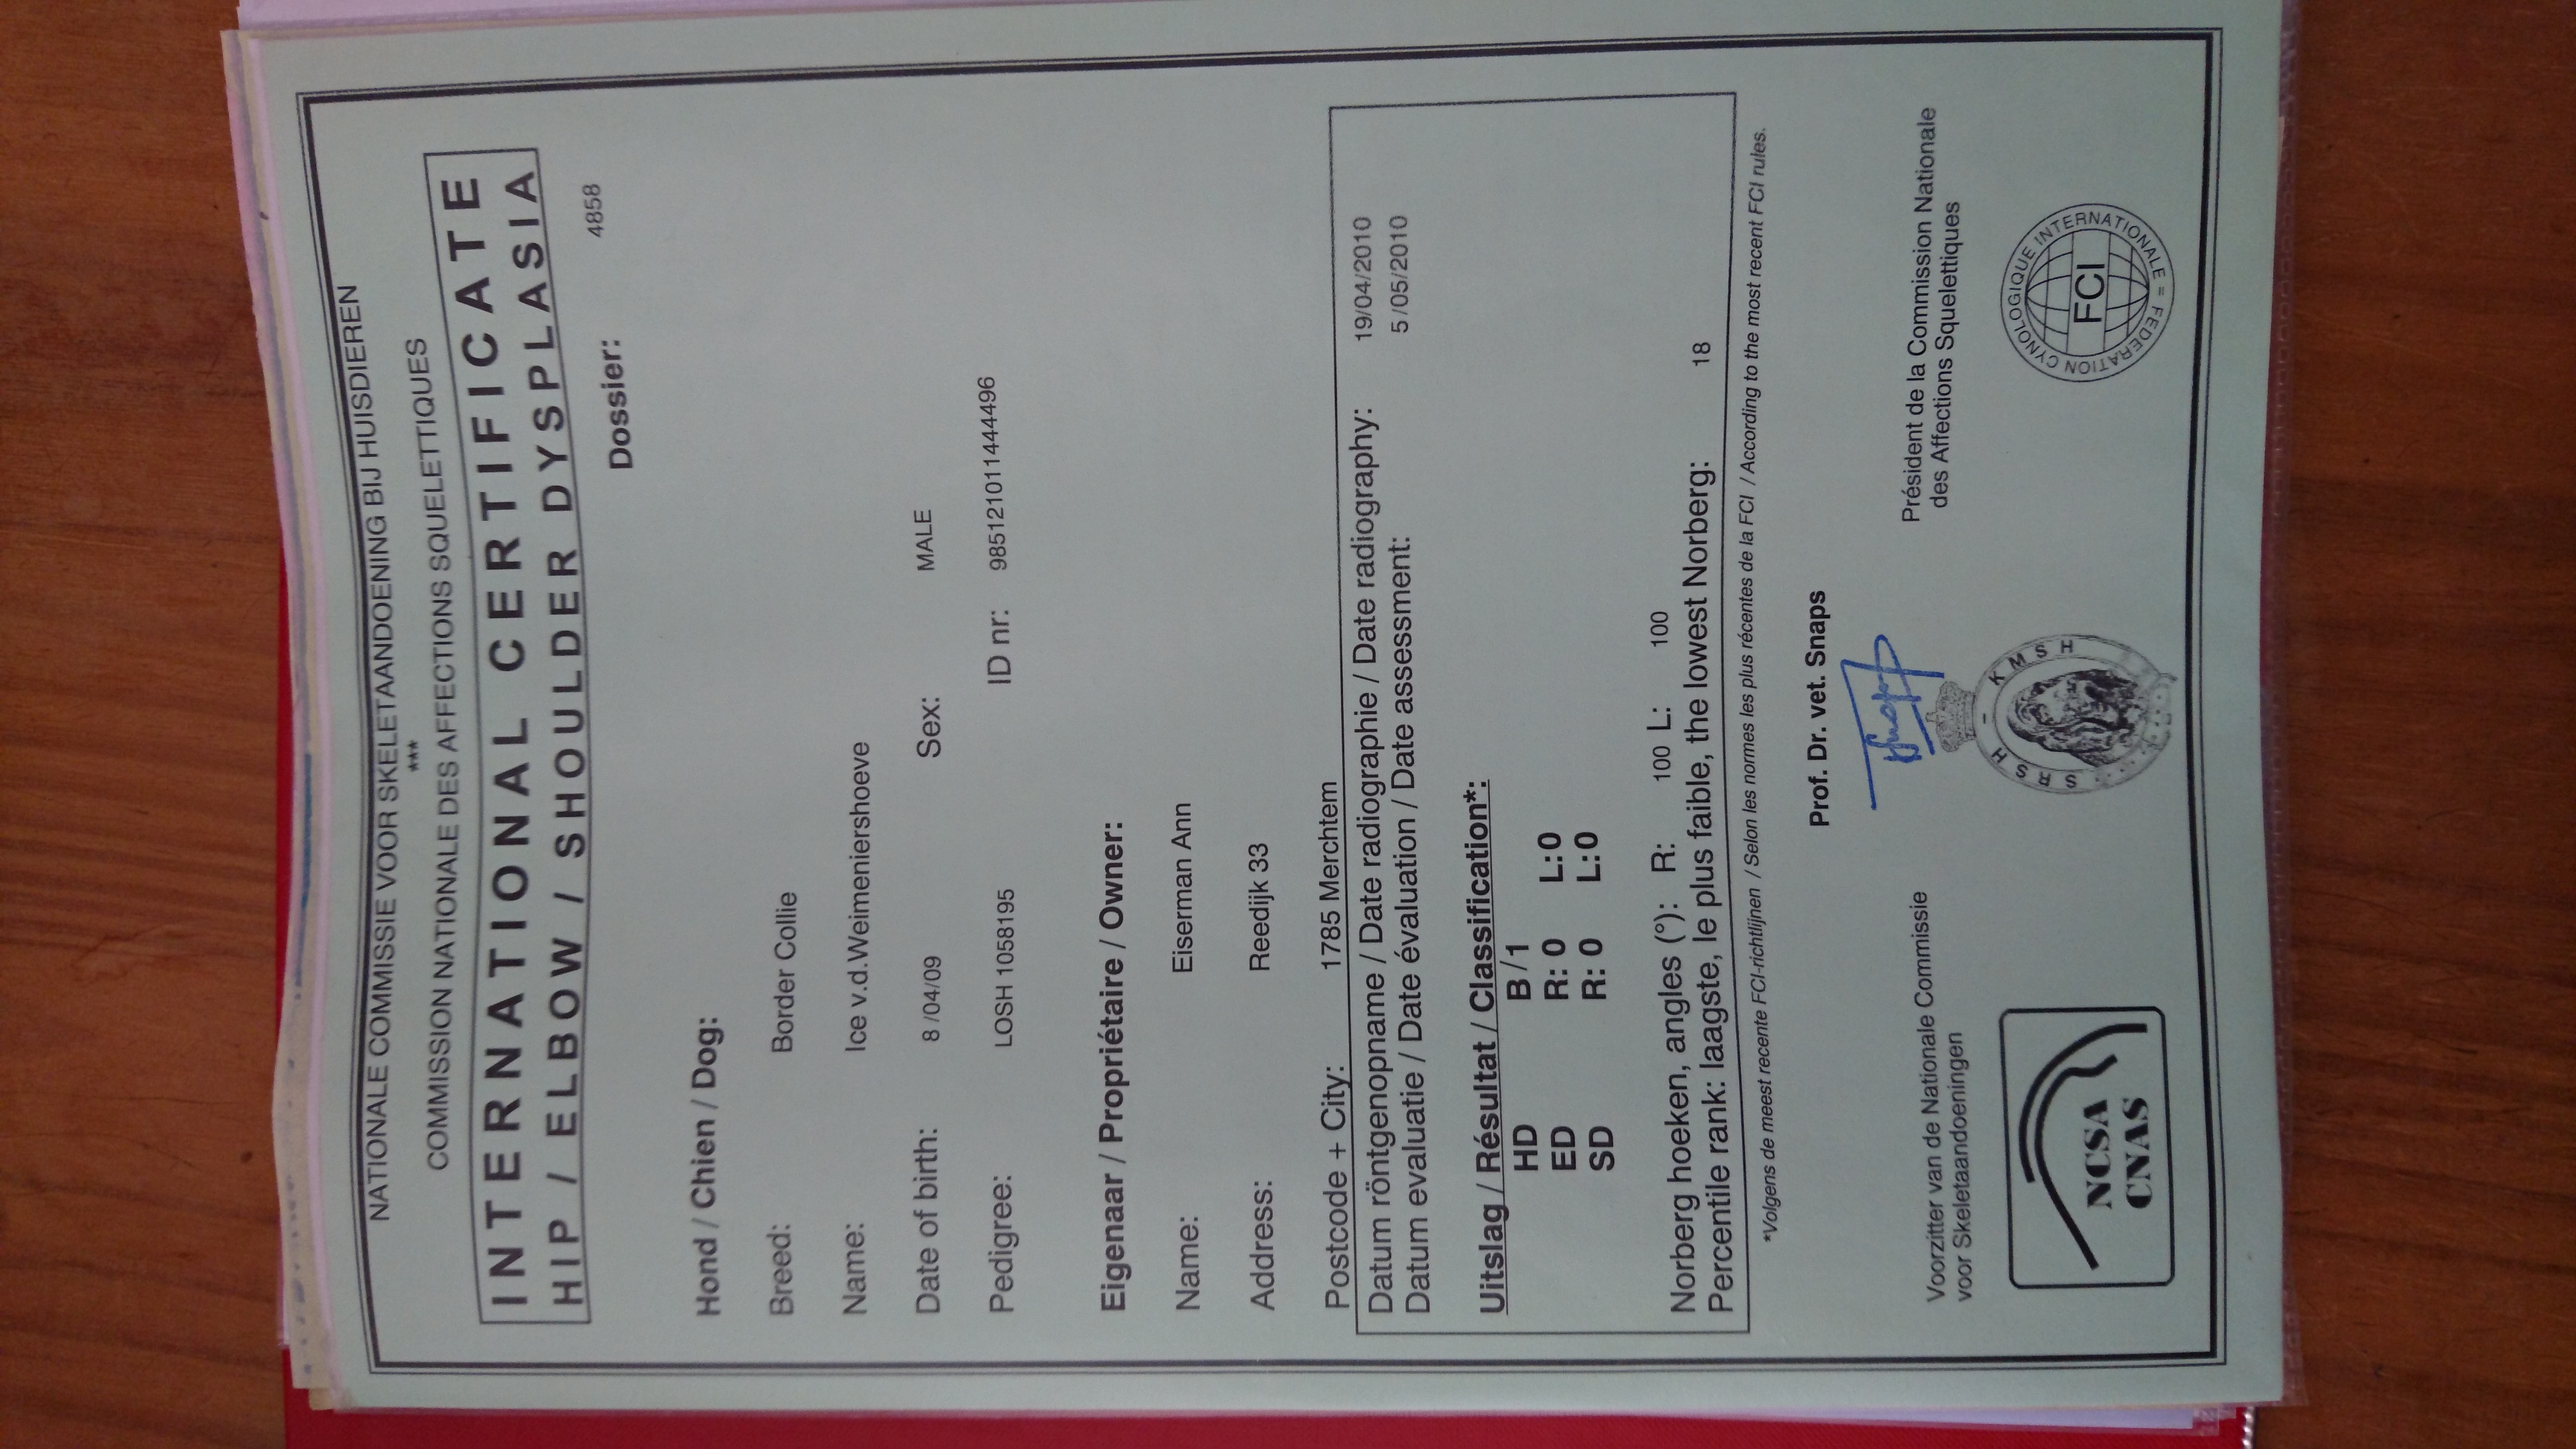 NATIONALE COMMISSIE VOOR SKELETAANDOENING BIJ HUISDIEREN
***
COMMISSION NATIONALE DES AFFECTIONS SQUELETTIQUES
INTERNATIONAL CERTIFICATE
HIP / ELBOW / SHOULDER DYSPLASIA
Dossier: 4858
Hond / Chien / Dog:
Breed: Border Collie
Name: Ice v.d.Weimeniershoeve
Date of birth: 8 /04/09 Sex: MALE
Pedigree: LOSH 1058195 ID nr: 985121011444496
Eigenaar / Propriétaire / Owner:
Name: Eiserman Ann
Address: Reedijk 33
Postcode + City: 1785 Merchtem
Datum röntgenopname / Date radiographie / Date radiography: 19/04/2010
Datum evaluatie / Date évaluation / Date assessment: 5 /05/2010
Uitslag / Résultat / Classification*:
HD B / 1
ED R: 0 L: 0
SD R: 0 L: 0
Norberg hoeken, angles (°): R: 100 L: 100
Percentile rank: laagste, le plus faible, the lowest Norberg: 18
*Volgens de meest recente FCI-richtlijnen / Selon les normes les plus récentes de la FCI / According to the most recent FCI rules.
Prof. Dr. vet. Snaps
Voorzitter van de Nationale Commissie
voor Skeletaandoeningen
Président de la Commission Nationale
des Affections Squelettiques
NCSA
CNAS
SRSH - KMSH
FEDERATION CYNOLOGIQUE INTERNATIONALE =
FCI